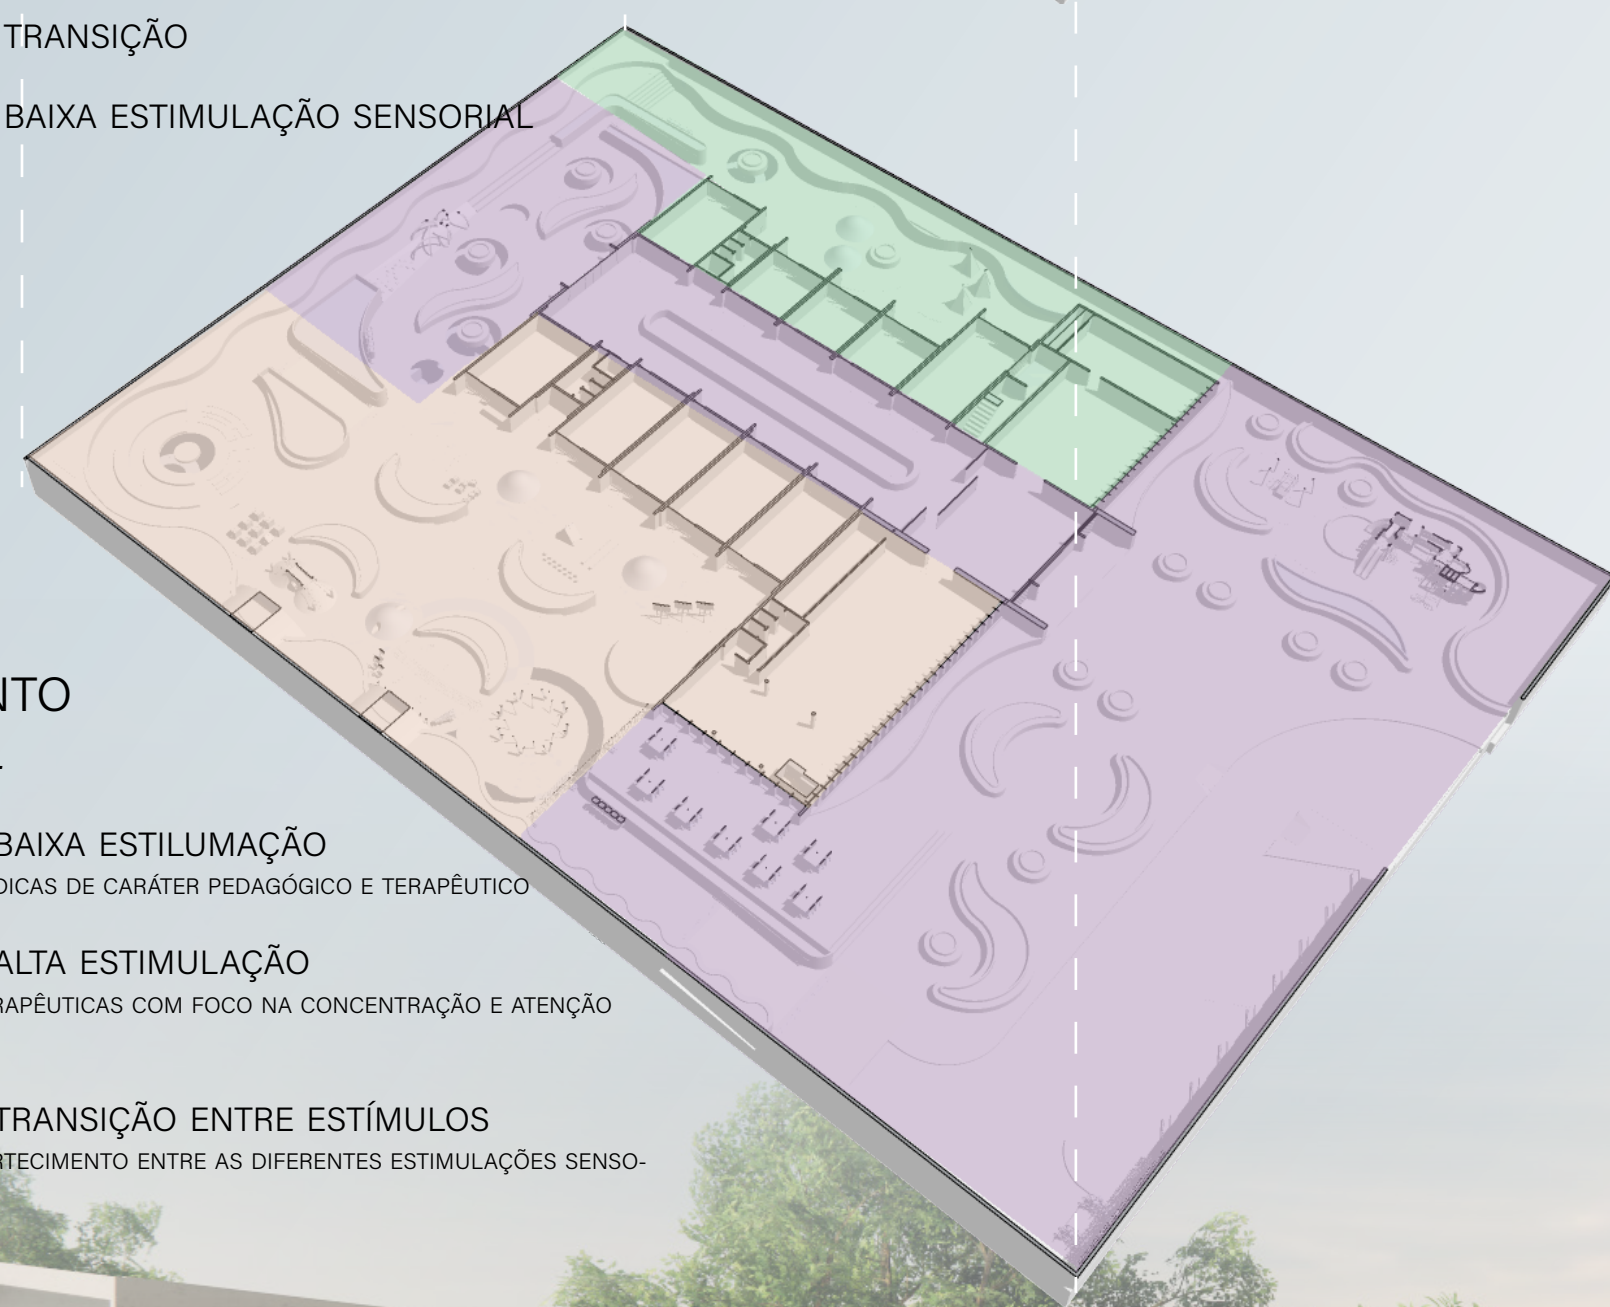 TRANSIÇÃO
BAIXA ESTIMULAÇÃO SENSORIAL
NTO
BAIXA ESTILUMAÇÃO
DICAS DE CARÁTER PEDAGÓGICO E TERAPÊUTICO
ALTA ESTIMULAÇÃO
RAPÊUTICAS COM FOCO NA CONCENTRAÇÃO E ATENÇÃO
TRANSIÇÃO ENTRE ESTÍMULOS
RTECIMENTO ENTRE AS DIFERENTES ESTIMULAÇÕES SENSO-